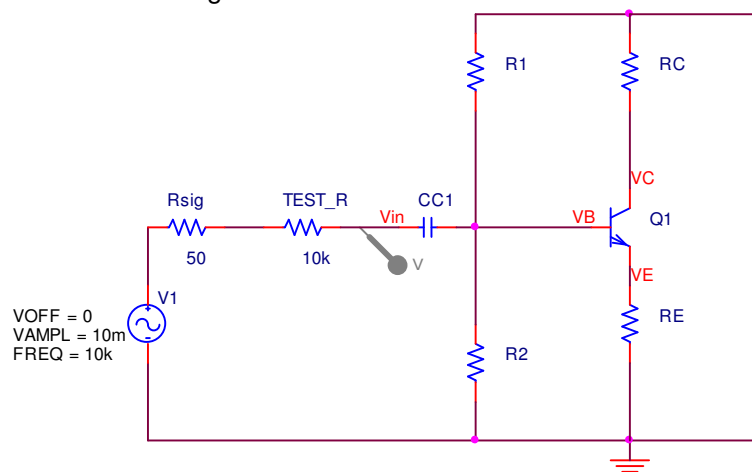 R1
RC
Rsig
TEST_R
CC1
VC
Vin
VB
Q1
50
10k
V
VE
V1
VOFF = 0
VAMPL = 10m
FREQ = 10k
RE
R2